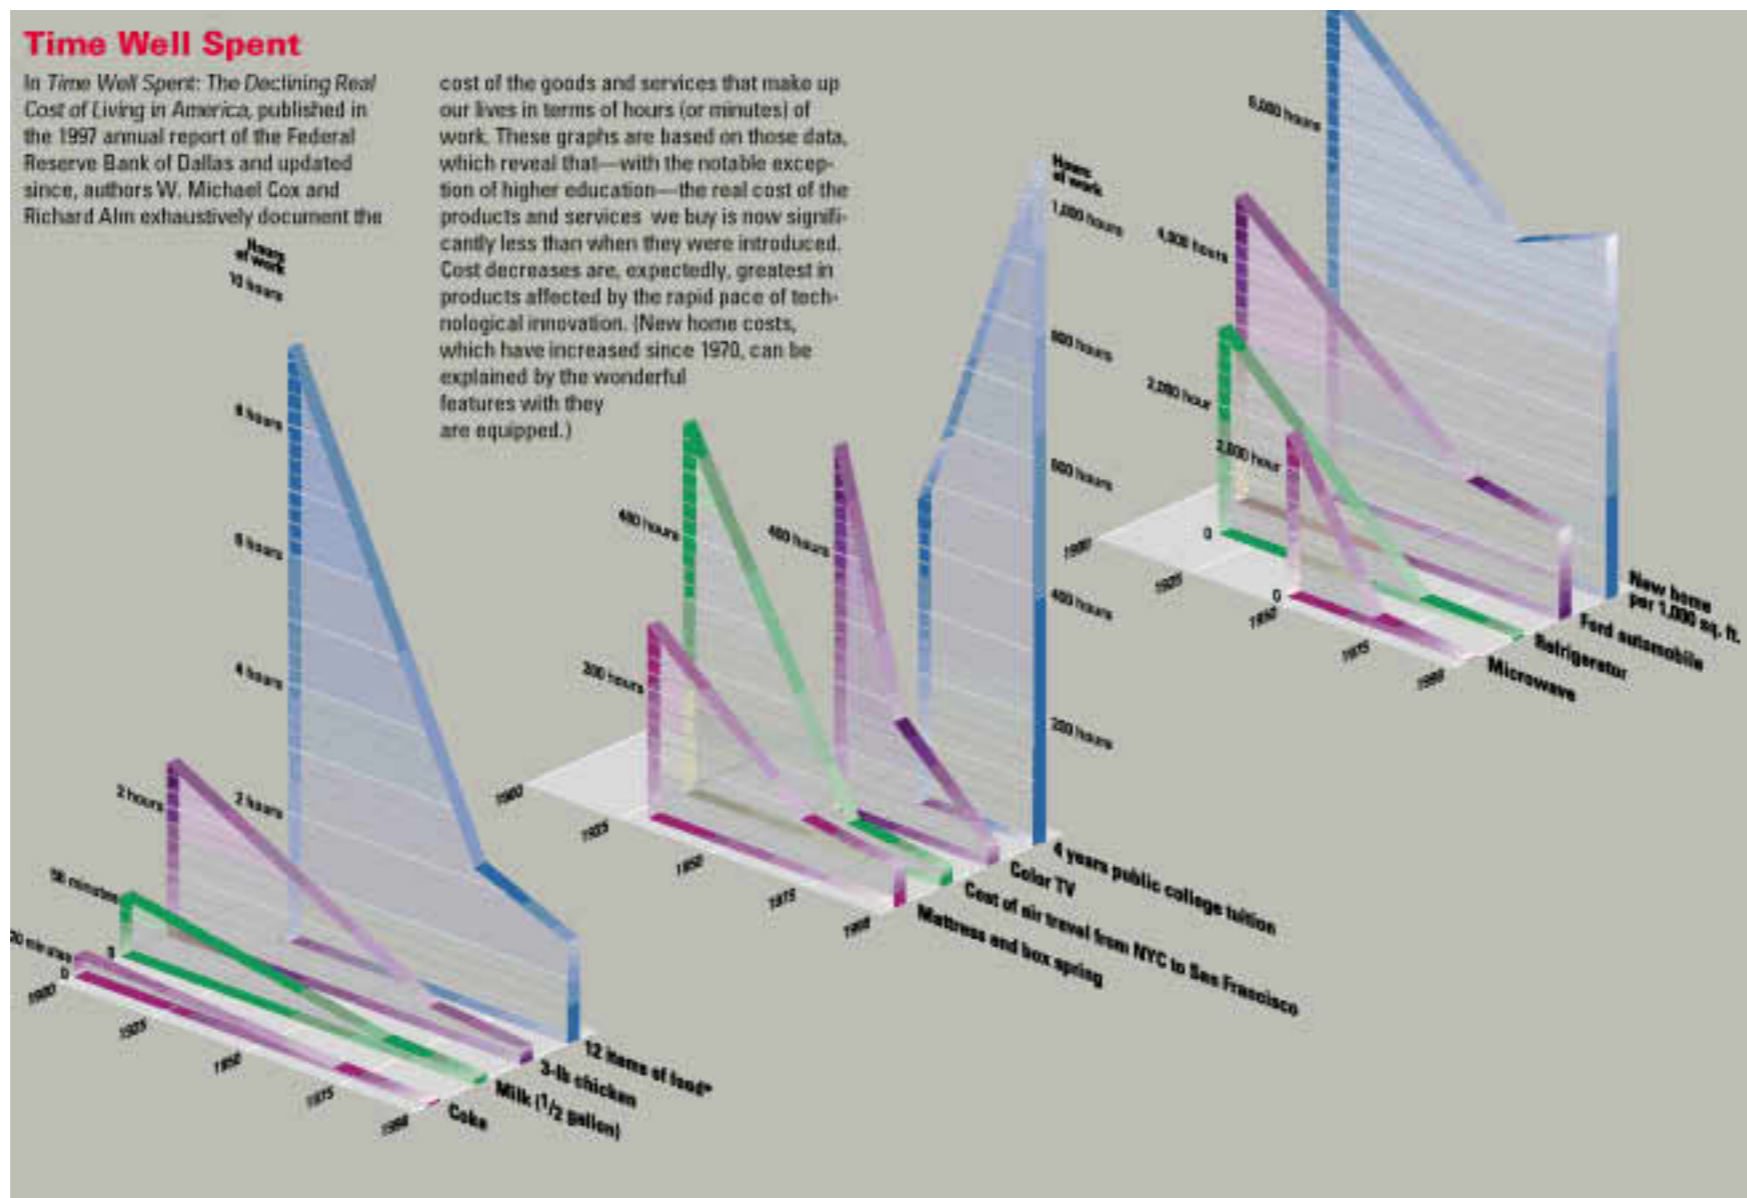 Time Well Spent
In Time Well Spent: The Declining Real
Cost of Living in America, published in
the 1997 annual report of the Federal
Reserve Bank of Dallas and updated
since, authors W. Michael Cox and
Richard Alm exhaustively document the
cost of the goods and services that make up
our lives in terms of hours (or minutes) of
work. These graphs are based on those data,
which reveal that—with the notable excep-
tion of higher education—the real cost of the
products and services we buy is now signifi-
cantly less than when they were introduced.
Cost decreases are, expectedly, greatest in
products affected by the rapid pace of tech-
nological innovation. (New home costs,
which have increased since 1970, can be
explained by the wonderful
features with they
are equipped.)
Hours
of work
10 hours
8 hours
6 hours
4 hours
2 hours
2 hours
20 minutes
0
1900
1925
1950
1975
1998
12 items of food*
3-lb chicken
Milk (1/2 gallon)
Coke
400 hours
400 hours
200 hours
1900
1925
1950
1975
1998
Hours
of work
1,000 hours
800 hours
600 hours
400 hours
200 hours
4 years public college tuition
Color TV
Cost of air travel from NYC to San Francisco
Mattress and box spring
6,000 hours
4,000 hours
2,000 hour
2,000 hour
0
0
1900
1925
1950
1975
1998
New home
per 1,000 sq. ft.
Ford automobile
Refrigerator
Microwave